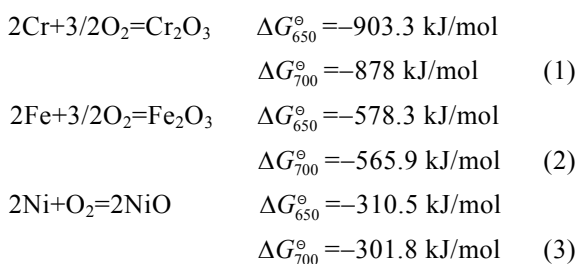 2Cr+3/2O₂=Cr₂O₃ ΔG⦵₆₅₀=–903.3 kJ/mol
ΔG⦵₇₀₀=–878 kJ/mol (1)
2Fe+3/2O₂=Fe₂O₃ ΔG⦵₆₅₀=–578.3 kJ/mol
ΔG⦵₇₀₀=–565.9 kJ/mol (2)
2Ni+O₂=2NiO ΔG⦵₆₅₀=–310.5 kJ/mol
ΔG⦵₇₀₀=–301.8 kJ/mol (3)